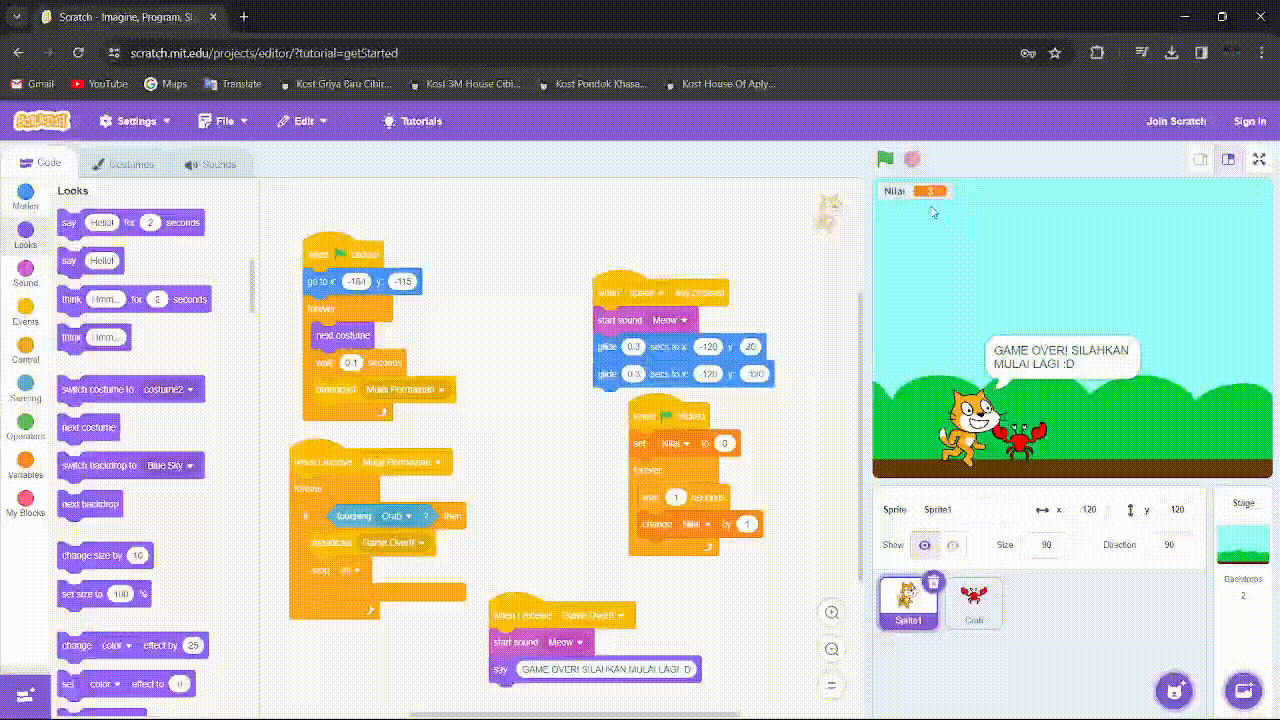 Scratch - Imagine, Program, S
scratch.mit.edu/projects/editor/?tutorial=getStarted
Gmail YouTube Maps Translate Kost Griya Biru Cibir... Kost 3M House Cibi... Kost Pondok Khasa... Kost House Of Aply...
SCRATCH Settings File Edit Tutorials Join Scratch Sign in
Code Costumes Sounds
Motion
Looks
Sound
Events
Control
Sensing
Operators
Variables
My Blocks
Looks
say Hello! for 2 seconds
say Hello!
think Hmm... for 2 seconds
think Hmm...
switch costume to costume2
next costume
switch backdrop to Blue Sky
next backdrop
change size by 10
set size to 100 %
change color effect by 25
set color effect to 0
when clicked
go to x: -164 y: -115
forever
next costume
wait 0.1 seconds
broadcast Mulai Permainan
when I receive Mulai Permainan
forever
if touching Crab ? then
broadcast Game Over!!
stop all
when space key pressed
start sound Meow
glide 0.3 secs to x: -120 y: 20
glide 0.3 secs to x: -120 y: -120
when clicked
set Nilai to 0
forever
wait 1 seconds
change Nilai by 1
when I receive Game Over!!
start sound Meow
say GAME OVER! SILAHKAN MULAI LAGI :D
Nilai 3
GAME OVER! SILAHKAN
MULAI LAGI :D
Sprite Sprite1 x 120 y 120
Show Size 90 Direction 90
Sprite1 Crab
Stage
Backdrops
2